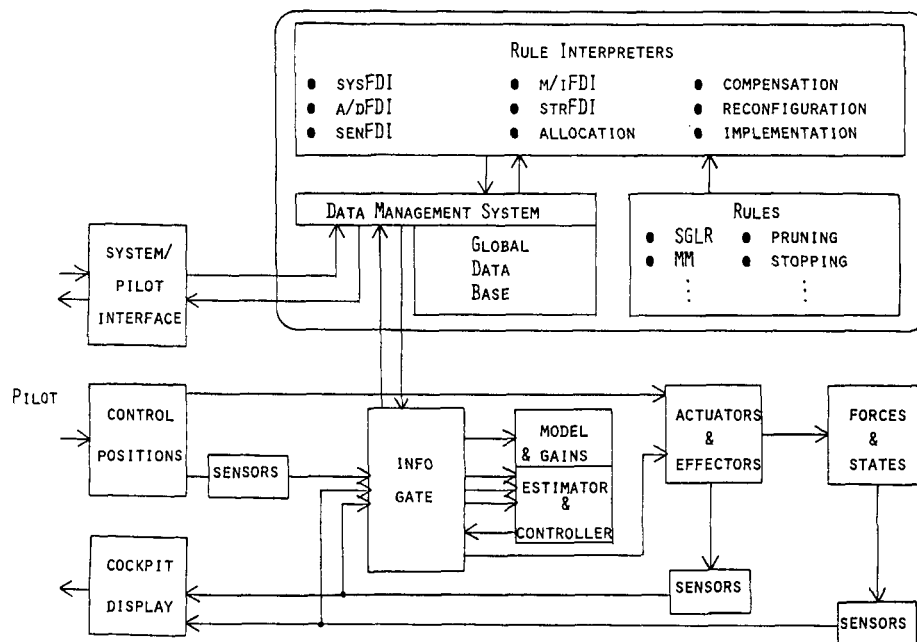 RULE INTERPRETERS
• SYSFDI
• A/DFDI
• SENFDI
• M/IFDI
• STRFDI
• ALLOCATION
• COMPENSATION
• RECONFIGURATION
• IMPLEMENTATION
DATA MANAGEMENT SYSTEM
GLOBAL
DATA
BASE
RULES
• SGLR
• MM
⋮
• PRUNING
• STOPPING
⋮
SYSTEM/
PILOT
INTERFACE
PILOT
CONTROL
POSITIONS
SENSORS
INFO
GATE
MODEL
& GAINS
ESTIMATOR
&
CONTROLLER
ACTUATORS
&
EFFECTORS
FORCES
&
STATES
COCKPIT
DISPLAY
SENSORS
SENSORS